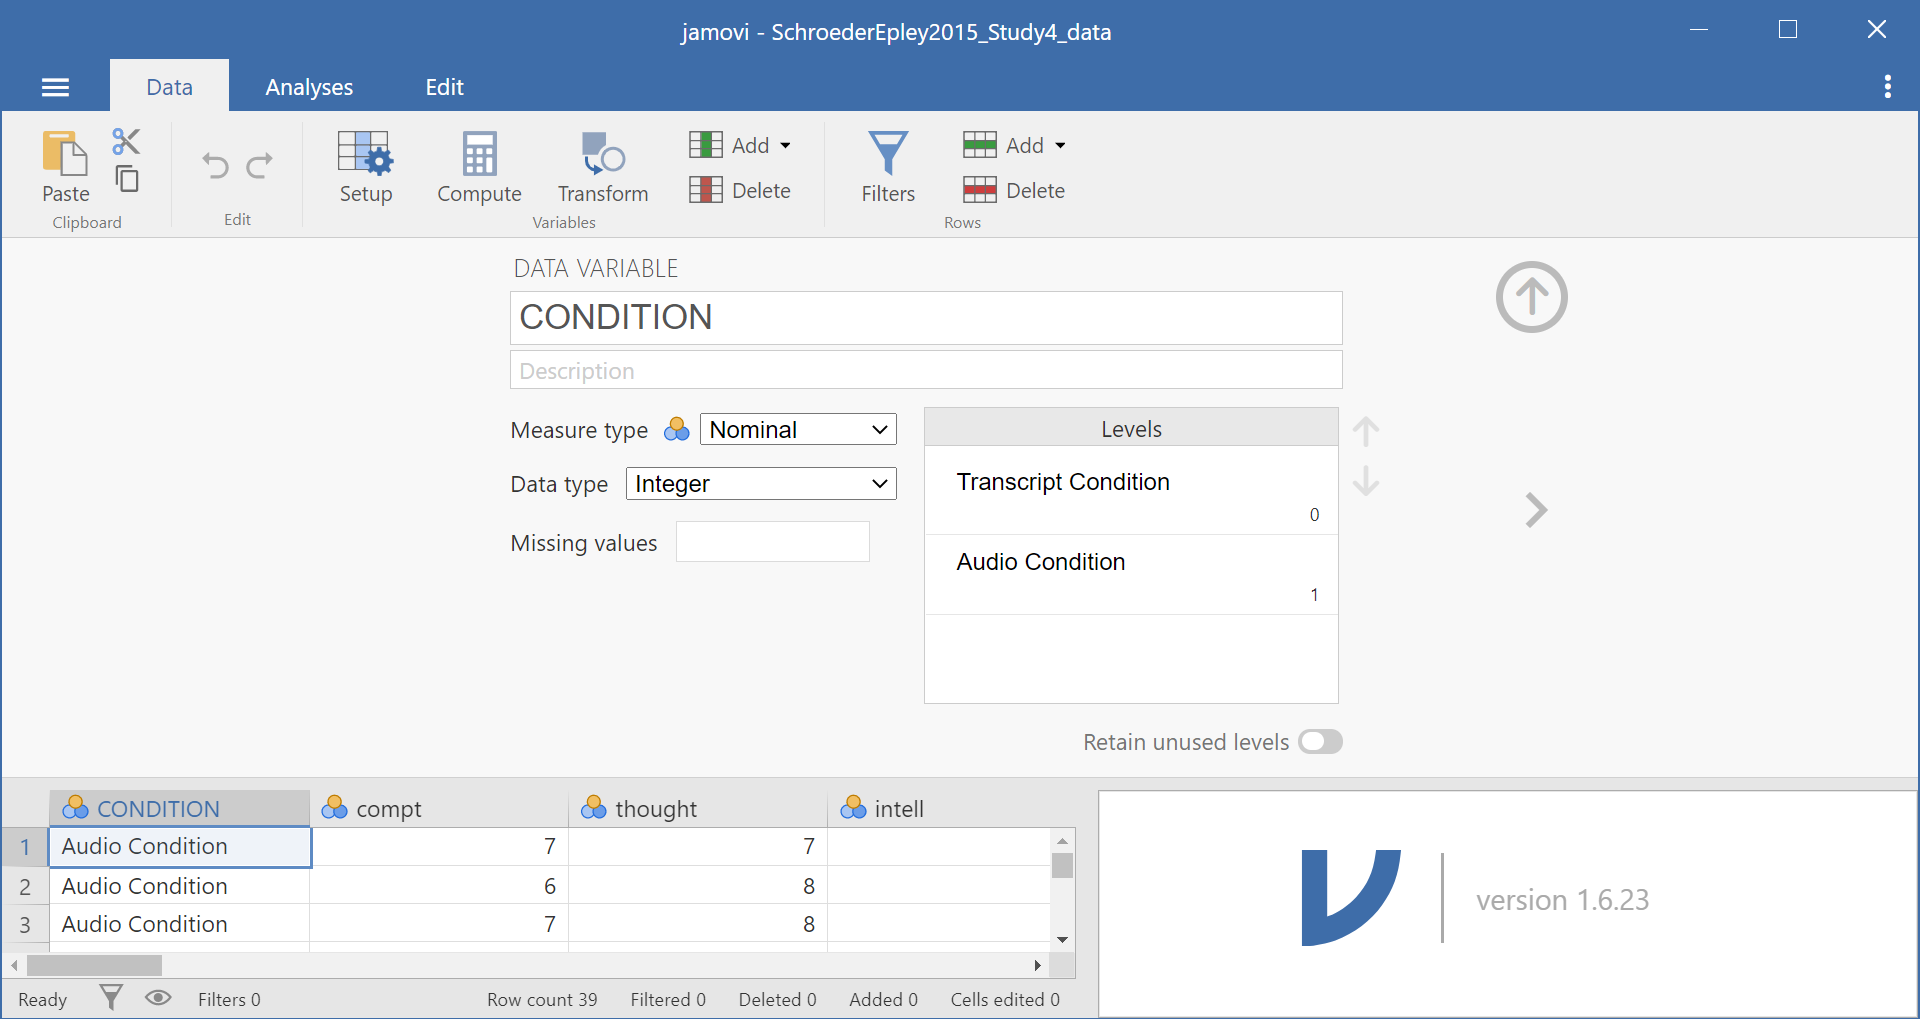 jamovi - SchroederEpley2015_Study4_data
Data Analyses Edit
Paste
Clipboard
Edit
Setup Compute Transform Add Delete
Variables
Filters Add Delete
Rows
DATA VARIABLE
CONDITION
Description
Measure type Nominal
Data type Integer
Missing values
Levels
Transcript Condition
0
Audio Condition
1
Retain unused levels
CONDITION compt thought intell
1 Audio Condition 7 7
2 Audio Condition 6 8
3 Audio Condition 7 8
version 1.6.23
Ready Filters 0 Row count 39 Filtered 0 Deleted 0 Added 0 Cells edited 0